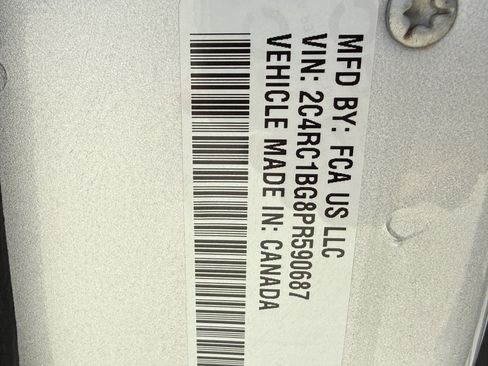 MFD BY: FCA US LLC
VIN: 2C4RC1BG8PR590687
VEHICLE MADE IN: CANADA